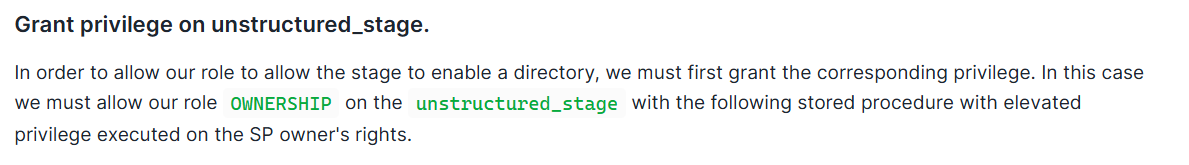 Grant privilege on unstructured_stage.
In order to allow our role to allow the stage to enable a directory, we must first grant the corresponding privilege. In this case
we must allow our role OWNERSHIP on the unstructured_stage with the following stored procedure with elevated
privilege executed on the SP owner's rights.